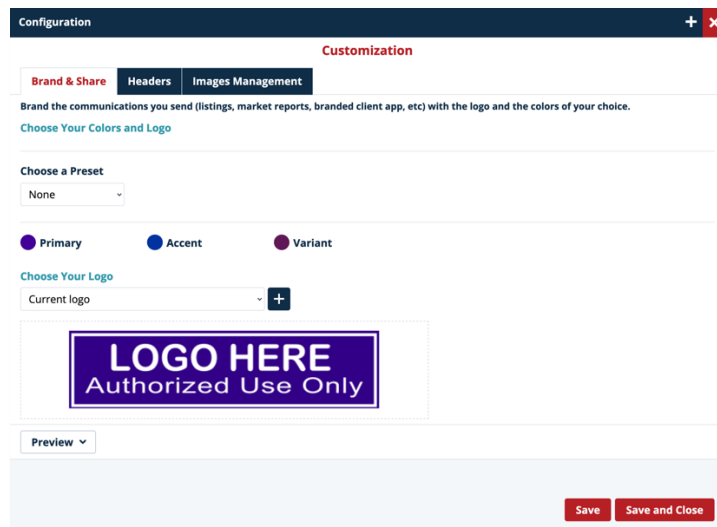 Configuration
Customization
Brand & Share Headers Images Management
Brand the communications you send (listings, market reports, branded client app, etc) with the logo and the colors of your choice.
Choose Your Colors and Logo
Choose a Preset
None
Primary Accent Variant
Choose Your Logo
Current logo
LOGO HERE
Authorized Use Only
Preview
Save Save and Close